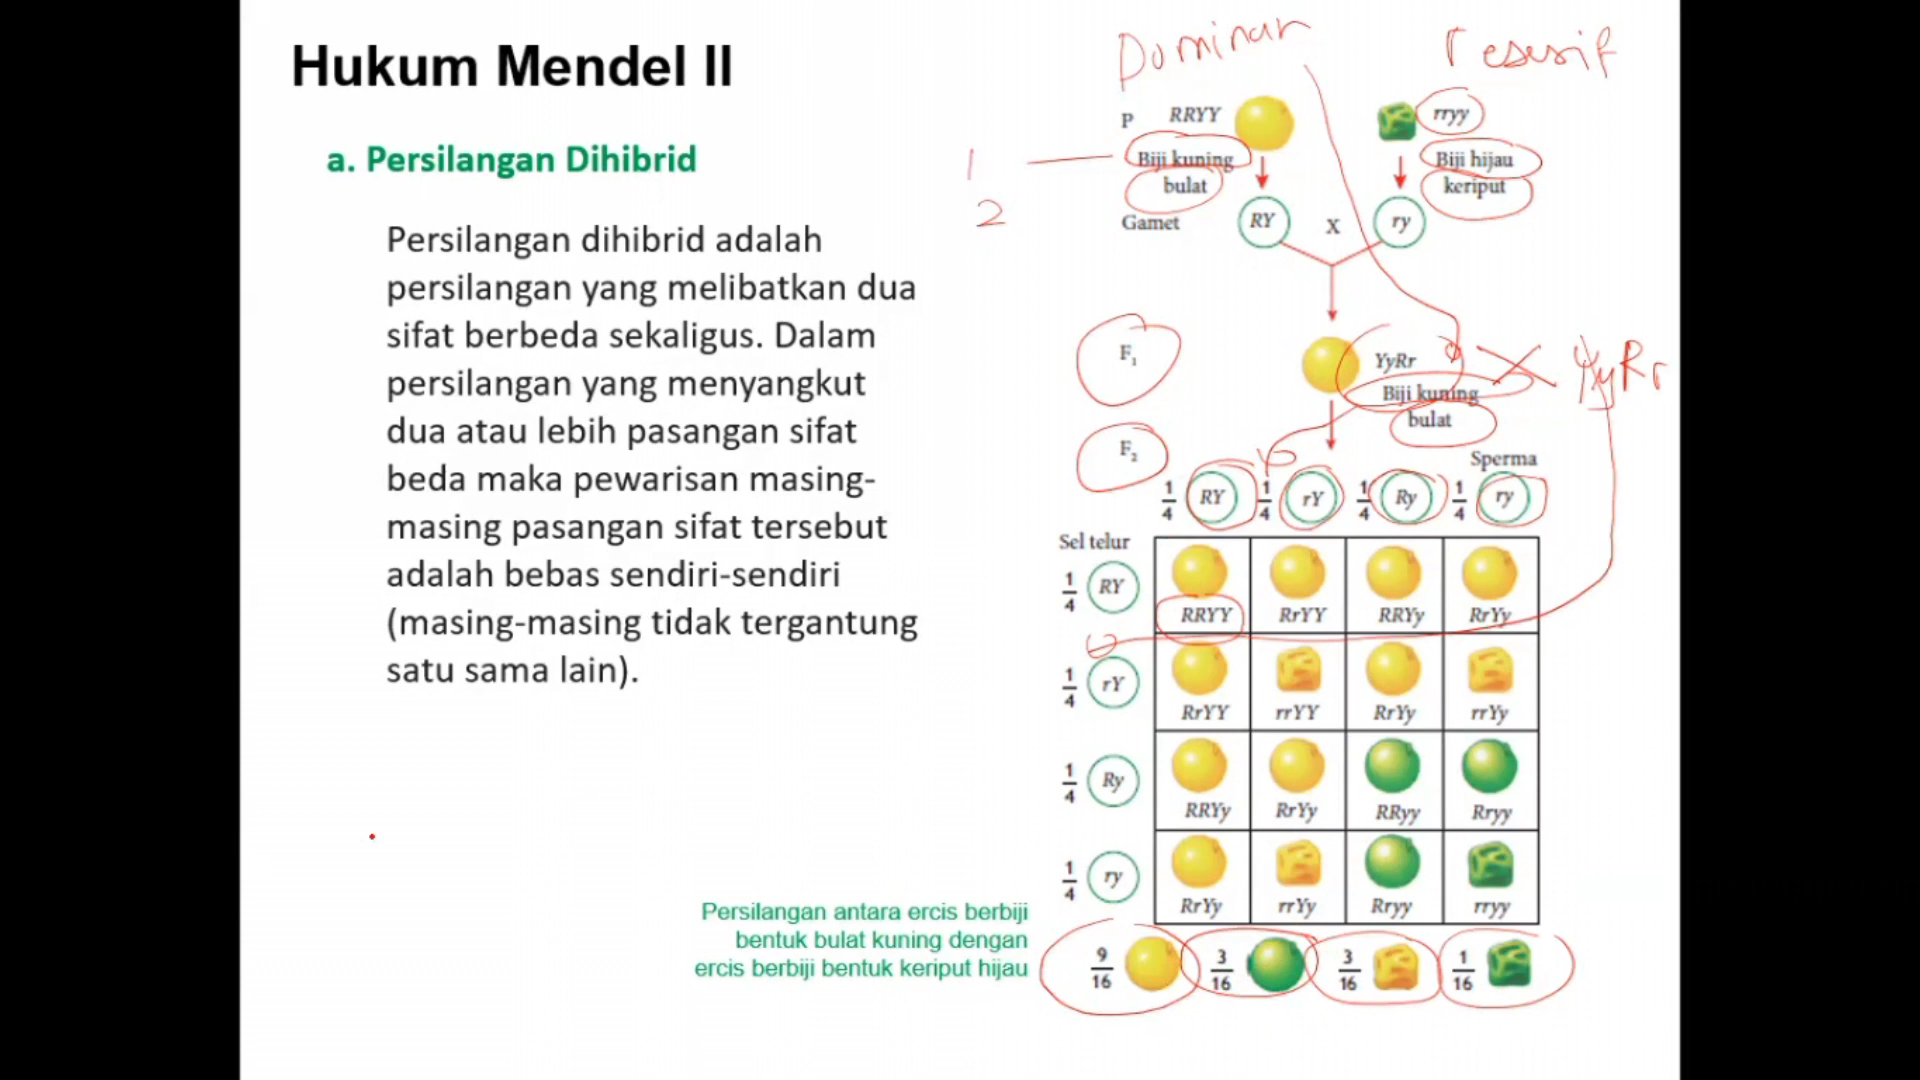 Hukum Mendel II
a. Persilangan Dihibrid
Persilangan dihibrid adalah
persilangan yang melibatkan dua
sifat berbeda sekaligus. Dalam
persilangan yang menyangkut
dua atau lebih pasangan sifat
beda maka pewarisan masing-
masing pasangan sifat tersebut
adalah bebas sendiri-sendiri
(masing-masing tidak tergantung
satu sama lain).
Persilangan antara ercis berbiji
bentuk bulat kuning dengan
ercis berbiji bentuk keriput hijau
Dominan resesif
P RRYY rryy
1 Biji kuning Biji hijau
bulat keriput
2 Gamet RY X ry
F₁ YyRr X YyRr
Biji kuning
bulat
F₂ Sperma
1/4 RY 1/4 rY 1/4 Ry 1/4 ry
Sel telur
1/4 RY RRYY RrYY RRYy RrYy
1/4 rY RrYY rrYY RrYy rrYy
1/4 Ry RRYy RrYy RRyy Rryy
1/4 ry RrYy rrYy Rryy rryy
9/16 3/16 3/16 1/16